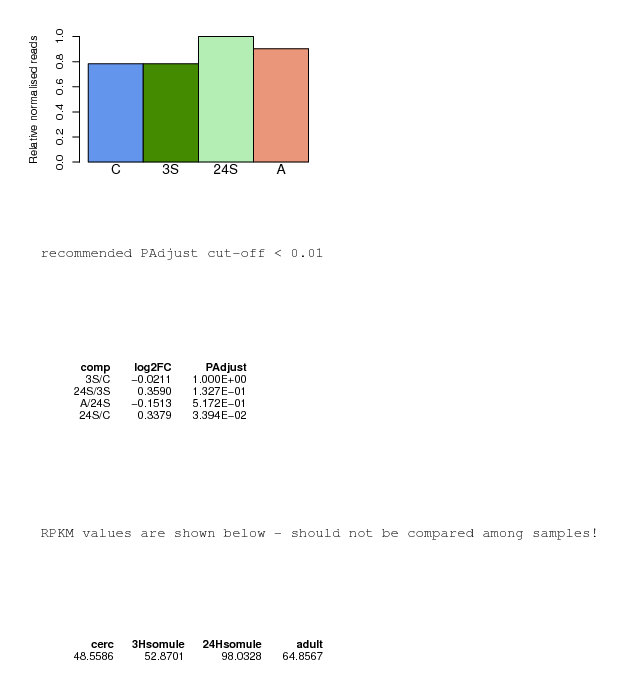 Relative normalised reads
1.0
0.8
0.6
0.4
0.2
0.0
C 3S 24S A
recommended PAdjust cut-off < 0.01
comp log2FC PAdjust
3S/C −0.0211 1.000E+00
24S/3S 0.3590 1.327E−01
A/24S −0.1513 5.172E−01
24S/C 0.3379 3.394E−02
RPKM values are shown below - should not be compared among samples!
cerc 3Hsomule 24Hsomule adult
48.5586 52.8701 98.0328 64.8567